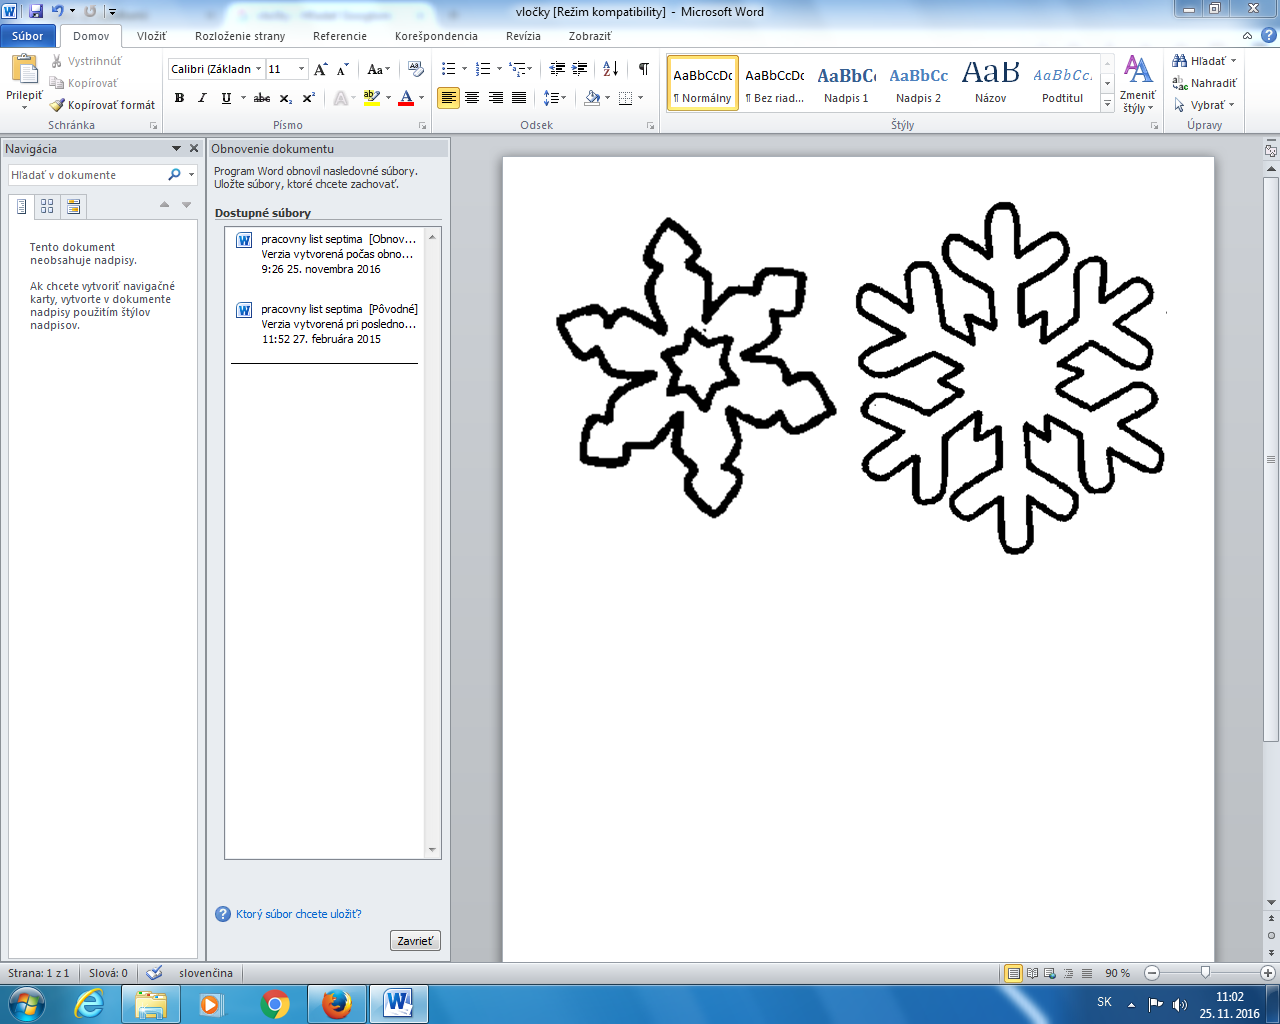 vločky [Režim kompatibility] - Microsoft Word
Súbor Domov Vložiť Rozloženie strany Referencie Korešpondencia Revízia Zobraziť
Prilepiť
Vystrihnúť
Kopírovať
Kopírovať formát
Schránka
Calibri (Základn 11
Písmo
Odsek
AaBbCcDc AaBbCcDc AaBbCc AaBbCc AaB AaBbCc.
¶ Normálny ¶ Bez riad... Nadpis 1 Nadpis 2 Názov Podtitul
Zmeniť
štýly
Štýly
Hľadať
Nahradiť
Vybrať
Úpravy
Navigácia
Hľadať v dokumente
Tento dokument
neobsahuje nadpisy.
Ak chcete vytvoriť navigačné
karty, vytvorte v dokumente
nadpisy použitím štýlov
nadpisov.
Obnovenie dokumentu
Program Word obnovil nasledovné súbory.
Uložte súbory, ktoré chcete zachovať.
Dostupné súbory
pracovny list septima [Obnov...
Verzia vytvorená počas obno...
9:26 25. novembra 2016
pracovny list septima [Pôvodné]
Verzia vytvorená pri posledno...
11:52 27. februára 2015
Ktorý súbor chcete uložiť?
Zavrieť
Strana: 1 z 1 Slová: 0 slovenčina
90 %
SK
11:02
25. 11. 2016